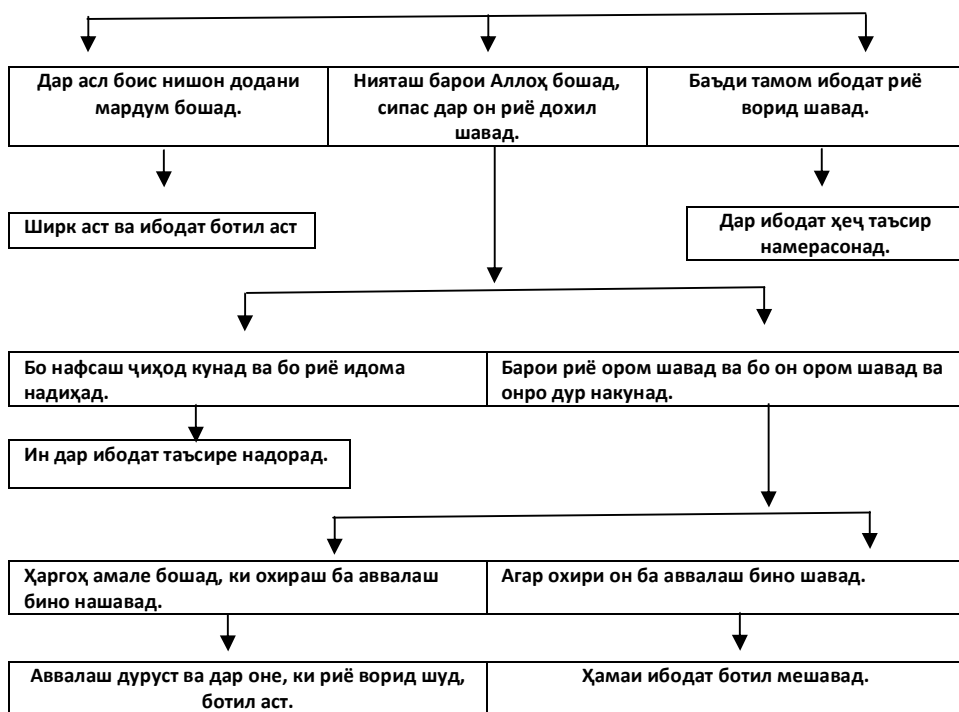 Дар асл боис нишон додани
мардум бошад.
Нияташ барои Аллоҳ бошад,
сипас дар он риё дохил
шавад.
Баъди тамом ибодат риё
ворид шавад.
Ширк аст ва ибодат ботил аст
Дар ибодат ҳеҷ таъсир
намерасонад.
Бо нафсаш ҷиҳод кунад ва бо риё идома
надиҳад.
Барои риё ором шавад ва бо он ором шавад ва
онро дур накунад.
Ин дар ибодат таъсире надорад.
Ҳаргоҳ амале бошад, ки охираш ба аввалаш
бино нашавад.
Агар охири он ба аввалаш бино шавад.
Аввалаш дуруст ва дар оне, ки риё ворид шуд,
ботил аст.
Ҳамаи ибодат ботил мешавад.